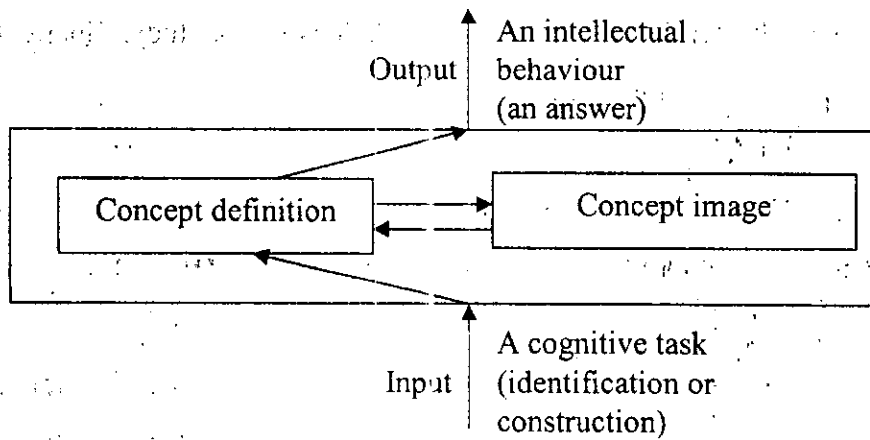 An intellectual
Output
behaviour
(an answer)
Concept definition
Concept image
A cognitive task
Input
(identification or
construction)